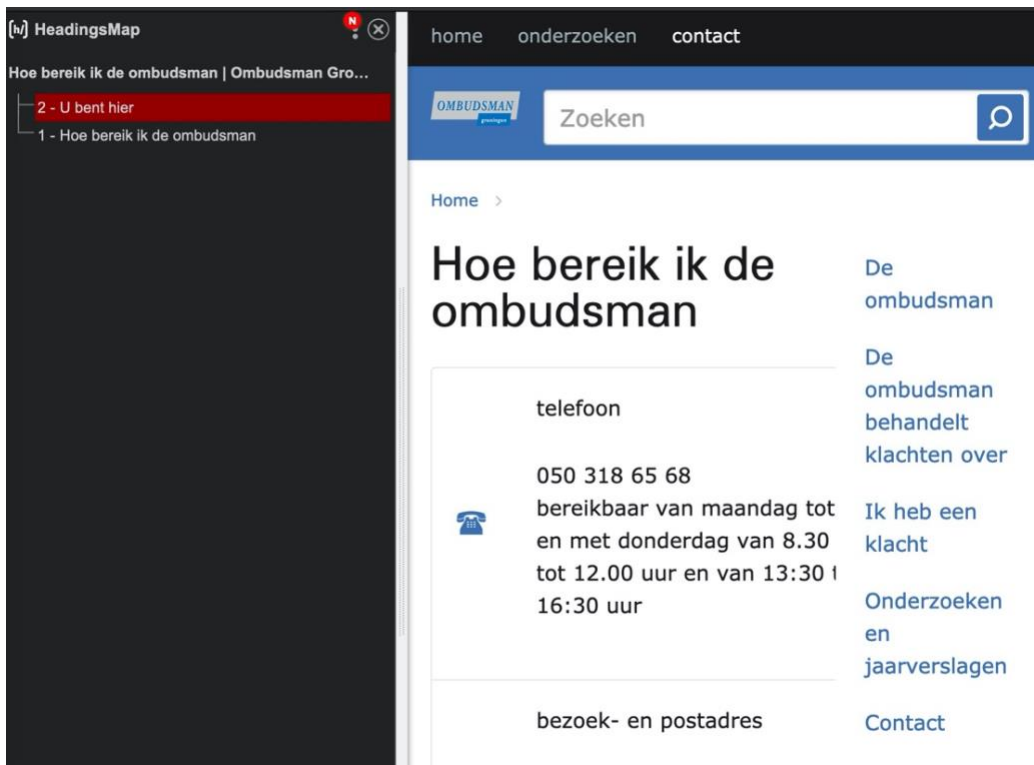 [h/] HeadingsMap
N
Hoe bereik ik de ombudsman | Ombudsman Gro...
2 - U bent hier
1 - Hoe bereik ik de ombudsman
home onderzoeken contact
OMBUDSMAN
groningen
Zoeken
Home >
Hoe bereik ik de
ombudsman
telefoon
050 318 65 68
bereikbaar van maandag tot
en met donderdag van 8.30
tot 12.00 uur en van 13:30 t
16:30 uur
bezoek- en postadres
De
ombudsman
De
ombudsman
behandelt
klachten over
Ik heb een
klacht
Onderzoeken
en
jaarverslagen
Contact